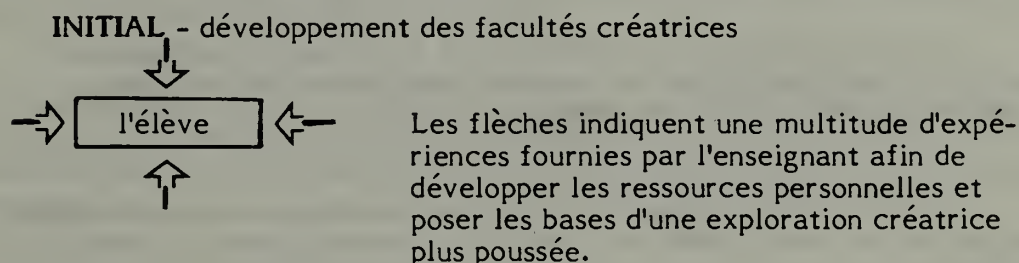 INITIAL - développement des facultés créatrices
l'élève
Les flèches indiquent une multitude d'expé-
riences fournies par l'enseignant afin de
développer les ressources personnelles et
poser les bases d'une exploration créatrice
plus poussée.